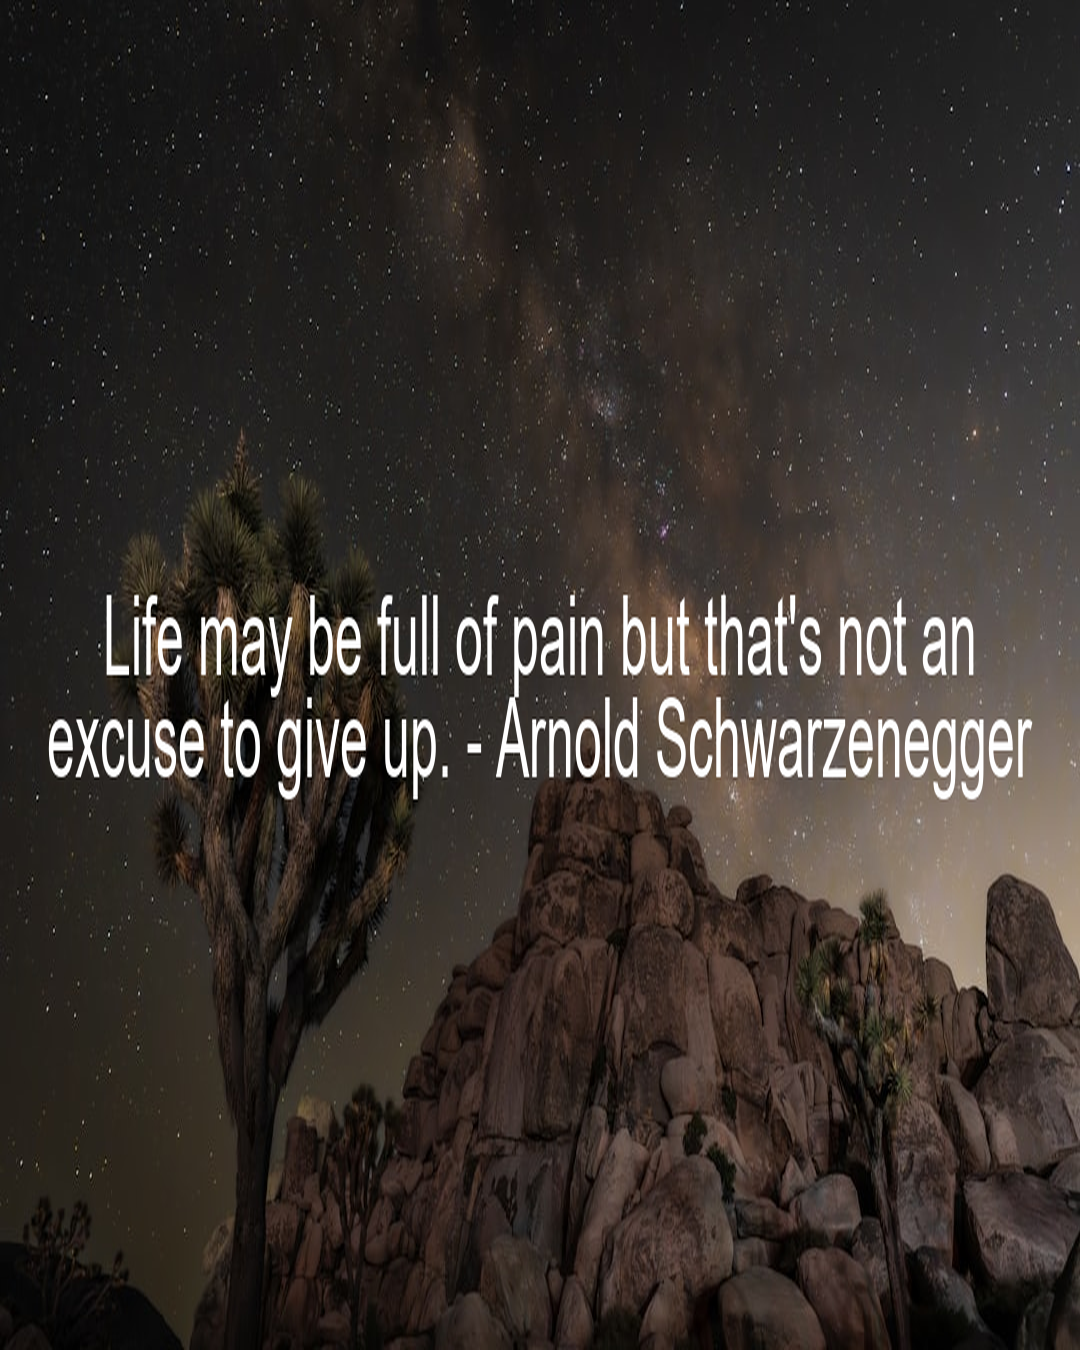 Life may be full of pain but that's not an
excuse to give up. - Arnold Schwarzenegger